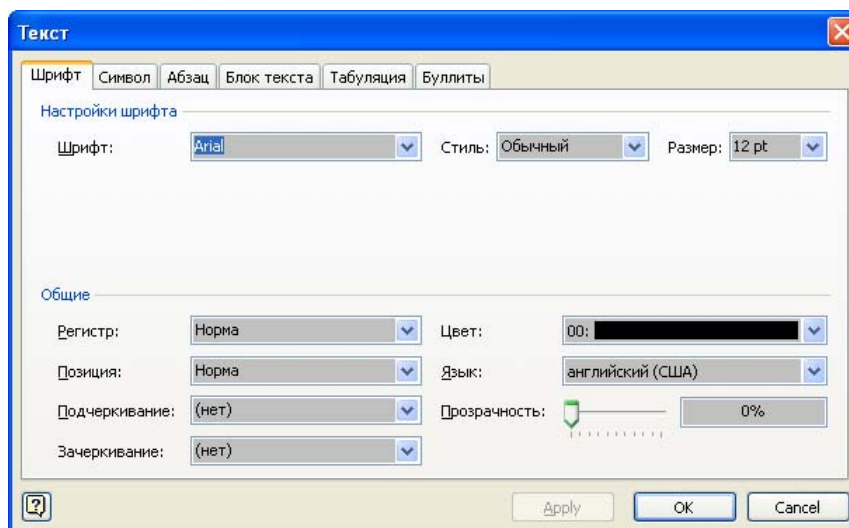 Текст
Шрифт Символ Абзац Блок текста Табуляция Буллиты
Настройки шрифта
Шрифт: Arial Стиль: Обычный Размер: 12 pt
Общие
Регистр: Норма Цвет: 00:
Позиция: Норма Язык: английский (США)
Подчеркивание: (нет) Прозрачность: 0%
Зачеркивание: (нет)
? Apply OK Cancel